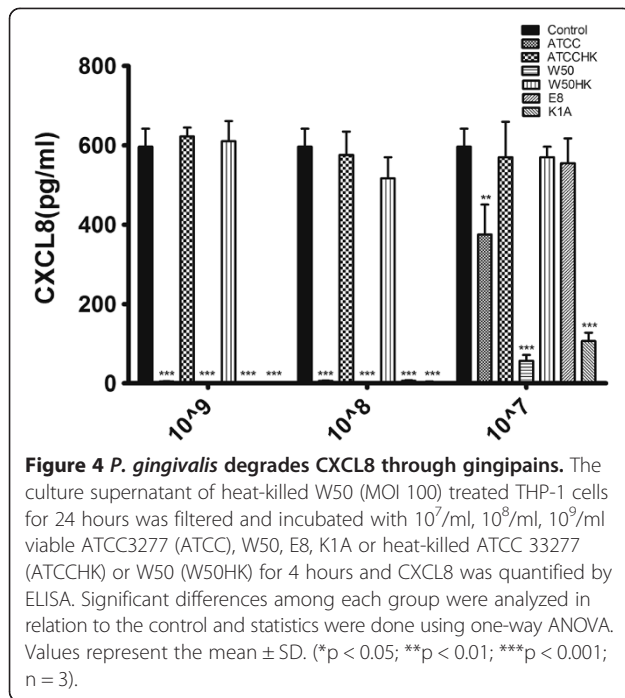 Control
ATCC
ATCCHK
W50
W50HK
E8
K1A
800
600
400
200
0
CXCL8(pg/ml)
*** *** *** ***
*** *** *** ***
** *** ***
10^9
10^8
10^7
Figure 4 P. gingivalis degrades CXCL8 through gingipains. The
culture supernatant of heat-killed W50 (MOI 100) treated THP-1 cells
for 24 hours was filtered and incubated with 10⁷/ml, 10⁸/ml, 10⁹/ml
viable ATCC3277 (ATCC), W50, E8, K1A or heat-killed ATCC 33277
(ATCCHK) or W50 (W50HK) for 4 hours and CXCL8 was quantified by
ELISA. Significant differences among each group were analyzed in
relation to the control and statistics were done using one-way ANOVA.
Values represent the mean ± SD. (*p < 0.05; **p < 0.01; ***p < 0.001;
n = 3).